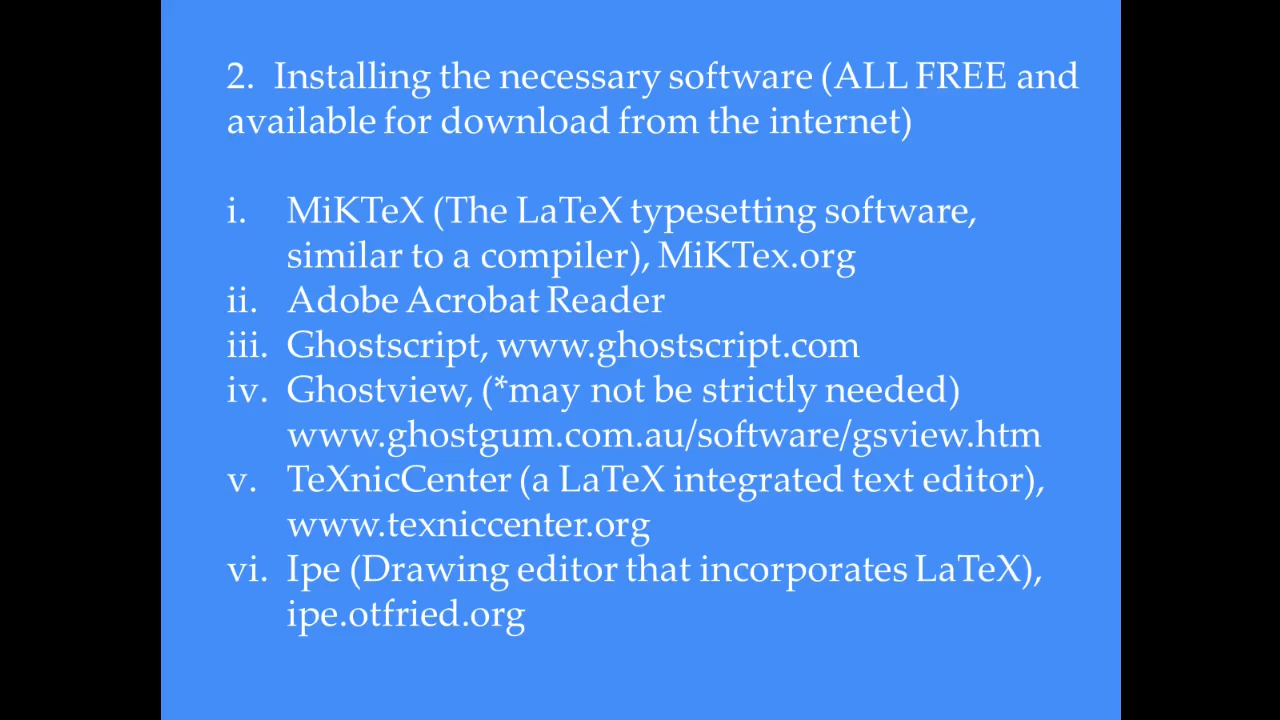 2. Installing the necessary software (ALL FREE and
available for download from the internet)
i. MiKTeX (The LaTeX typesetting software,
similar to a compiler), MiKTex.org
ii. Adobe Acrobat Reader
iii. Ghostscript, www.ghostscript.com
iv. Ghostview, (*may not be strictly needed)
www.ghostgum.com.au/software/gsview.htm
v. TeXnicCenter (a LaTeX integrated text editor),
www.texniccenter.org
vi. Ipe (Drawing editor that incorporates LaTeX),
ipe.otfried.org